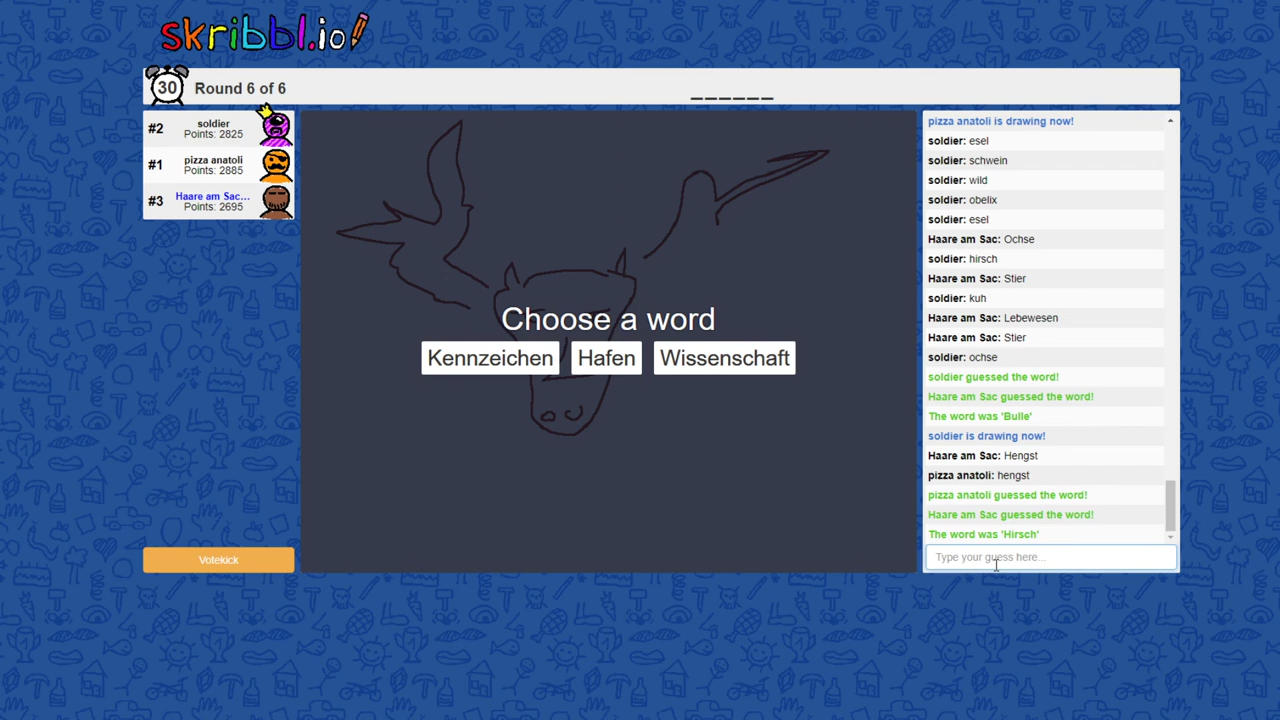 skribbl.io
30
Round 6 of 6
______
#2
soldier
Points: 2825
#1
pizza anatoli
Points: 2885
#3
Haare am Sac...
Points: 2695
Votekick
Choose a word
Kennzeichen
Hafen
Wissenschaft
pizza anatoli is drawing now!
soldier: esel
soldier: schwein
soldier: wild
soldier: obelix
soldier: esel
Haare am Sac: Ochse
soldier: hirsch
Haare am Sac: Stier
soldier: kuh
Haare am Sac: Lebewesen
Haare am Sac: Stier
soldier: ochse
soldier guessed the word!
Haare am Sac guessed the word!
The word was 'Bulle'
soldier is drawing now!
Haare am Sac: Hengst
pizza anatoli: hengst
pizza anatoli guessed the word!
Haare am Sac guessed the word!
The word was 'Hirsch'
Type your guess here...